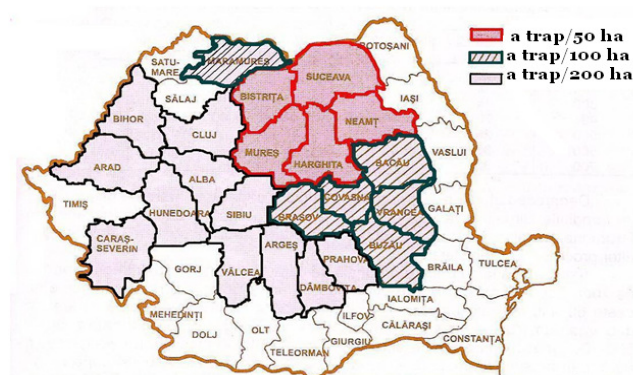 a trap/50 ha
a trap/100 ha
a trap/200 ha
BOTOȘANI
SATU-
MARE
MARAMUREȘ
SUCEAVA
BISTRIȚA
SĂLAJ
IAȘI
BIHOR
CLUJ
NEAMȚ
MUREȘ
HARGHITA
BACĂU
VASLUI
ARAD
ALBA
TIMIȘ
HUNEDOARA
SIBIU
BRAȘOV
COVASNA
VRANCE
GALAȚI
CARAȘ-
SEVERIN
GORJ
VÂLCEA
ARGEȘ
PRAHOVA
DÂMBOVIȚA
BUZĂU
BRĂILA
TULCEA
MEHEDINȚI
DOLJ
OLT
TELEORMAN
GIURGIU
ILFOV
IALOMIȚA
CĂLĂRAȘI
CONSTANȚA